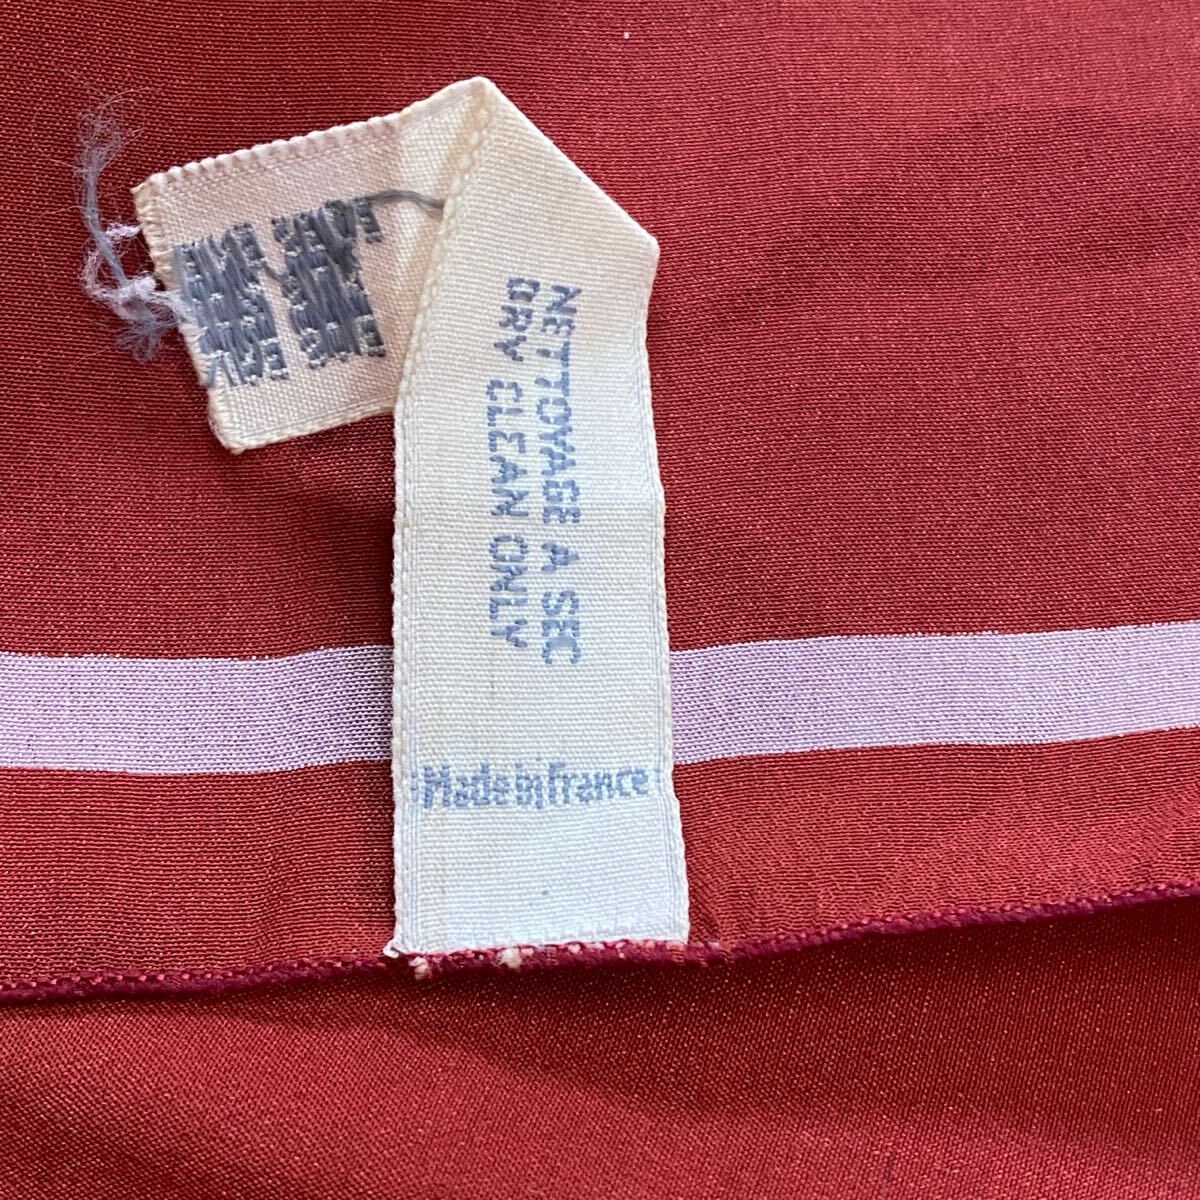 NETTOYAGE A SEC
DRY CLEAN ONLY
Made in france